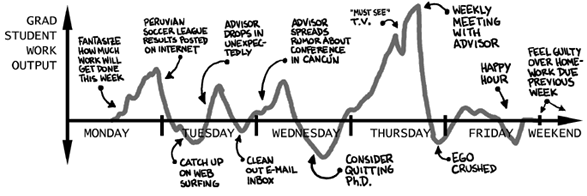 GRAD
STUDENT
WORK
OUTPUT
FANTASIZE
HOW MUCH
WORK WILL
GET DONE
THIS WEEK
PERUVIAN
SOCCER LEAGUE
RESULTS POSTED
ON INTERNET
ADVISOR
DROPS IN
UNEXPEC-
TEDLY
ADVISOR
SPREADS
RUMOR ABOUT
CONFERENCE
IN CANCÚN
"MUST SEE"
T.V.
WEEKLY
MEETING
WITH
ADVISOR
HAPPY
HOUR
FEEL GUILTY
OVER HOME-
WORK DUE
PREVIOUS
WEEK
MONDAY
TUESDAY
WEDNESDAY
THURSDAY
FRIDAY
WEEKEND
CATCH UP
ON WEB
SURFING
CLEAN
OUT E-MAIL
INBOX
CONSIDER
QUITTING
Ph.D.
EGO
CRUSHED